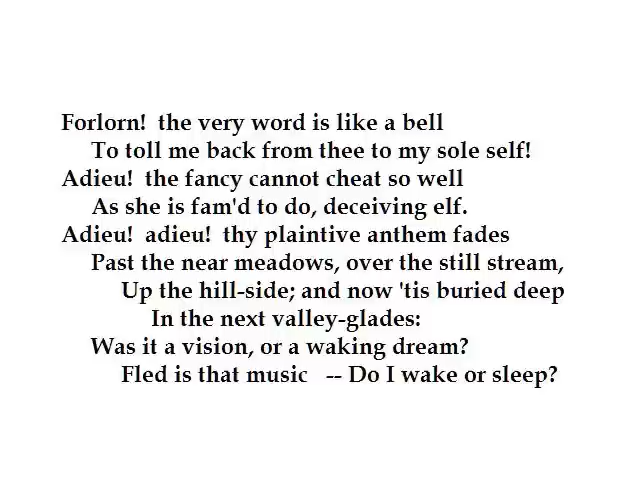 Forlorn!  the very word is like a bell
To toll me back from thee to my sole self!
Adieu!  the fancy cannot cheat so well
As she is fam'd to do, deceiving elf.
Adieu!  adieu!  thy plaintive anthem fades
Past the near meadows, over the still stream,
Up the hill-side; and now 'tis buried deep
In the next valley-glades:
Was it a vision, or a waking dream?
Fled is that music   -- Do I wake or sleep?